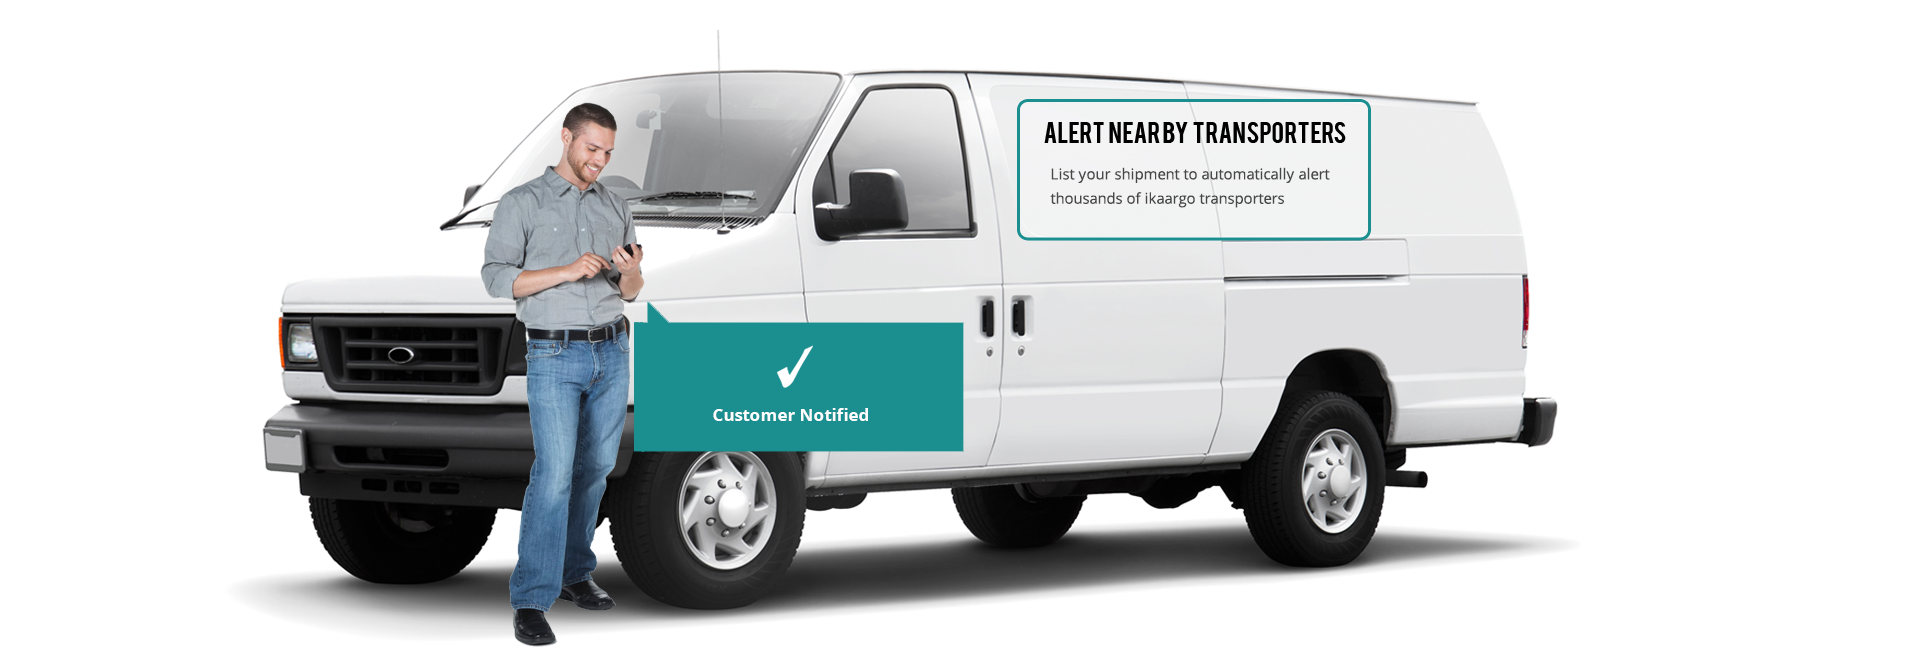 ALERT NEARBY TRANSPORTERS
List your shipment to automatically alert
thousands of ikaargo transporters
Customer Notified